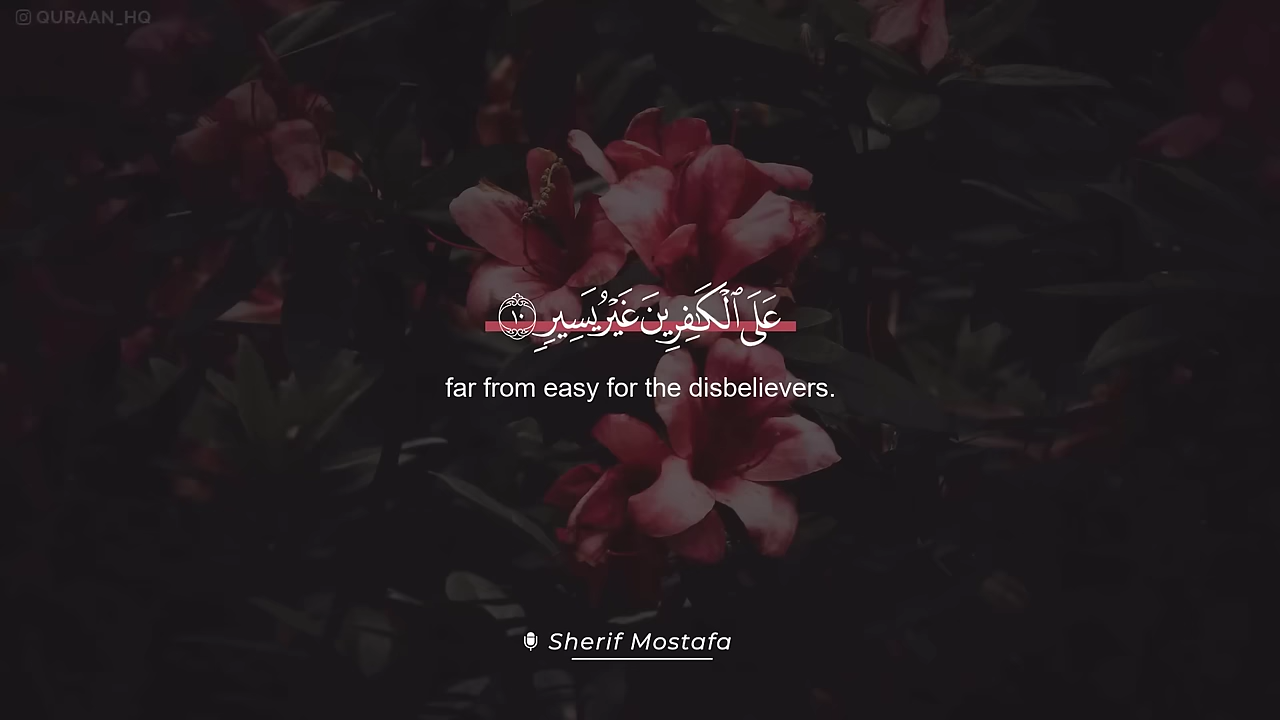 QURAAN_HQ
عَلَى ٱلْكَٰفِرِينَ غَيْرُ يَسِيرٍ ١٠
far from easy for the disbelievers.
Sherif Mostafa